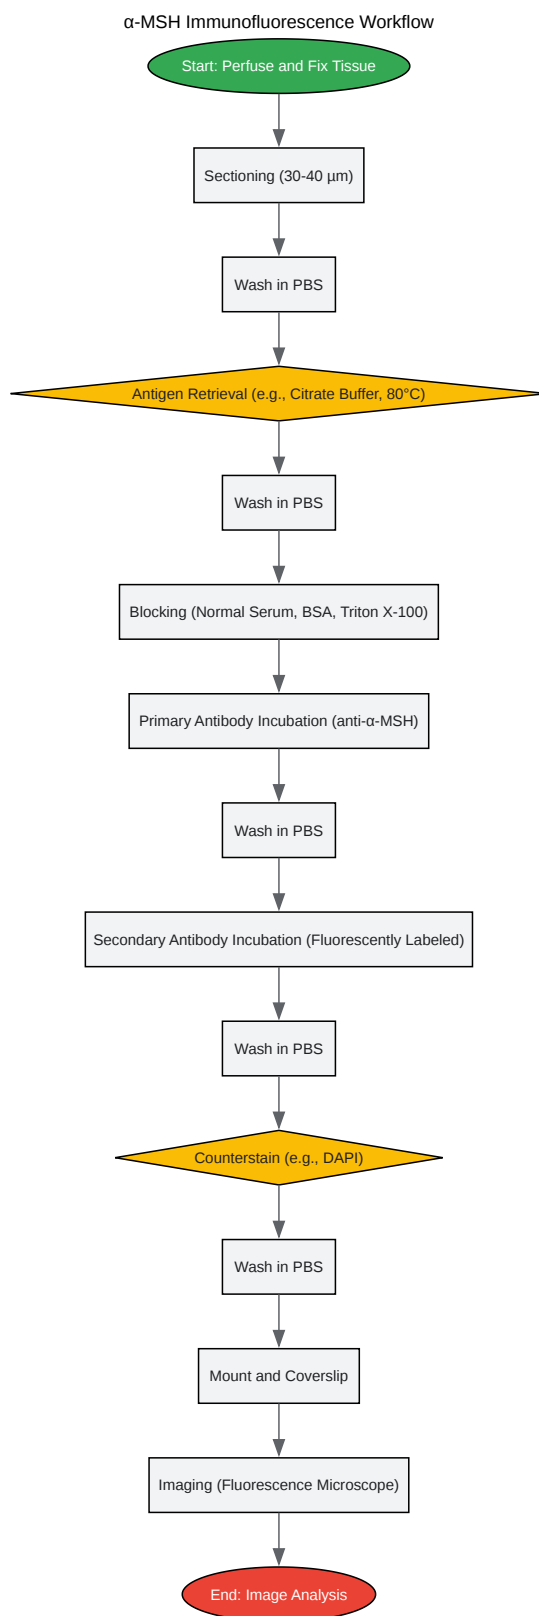 α-MSH Immunofluorescence Workflow
Start: Perfuse and Fix Tissue
Sectioning (30-40 µm)
Wash in PBS
Antigen Retrieval (e.g., Citrate Buffer, 80°C)
Wash in PBS
Blocking (Normal Serum, BSA, Triton X-100)
Primary Antibody Incubation (anti-α-MSH)
Wash in PBS
Secondary Antibody Incubation (Fluorescently Labeled)
Wash in PBS
Counterstain (e.g., DAPI)
Wash in PBS
Mount and Coverslip
Imaging (Fluorescence Microscope)
End: Image Analysis